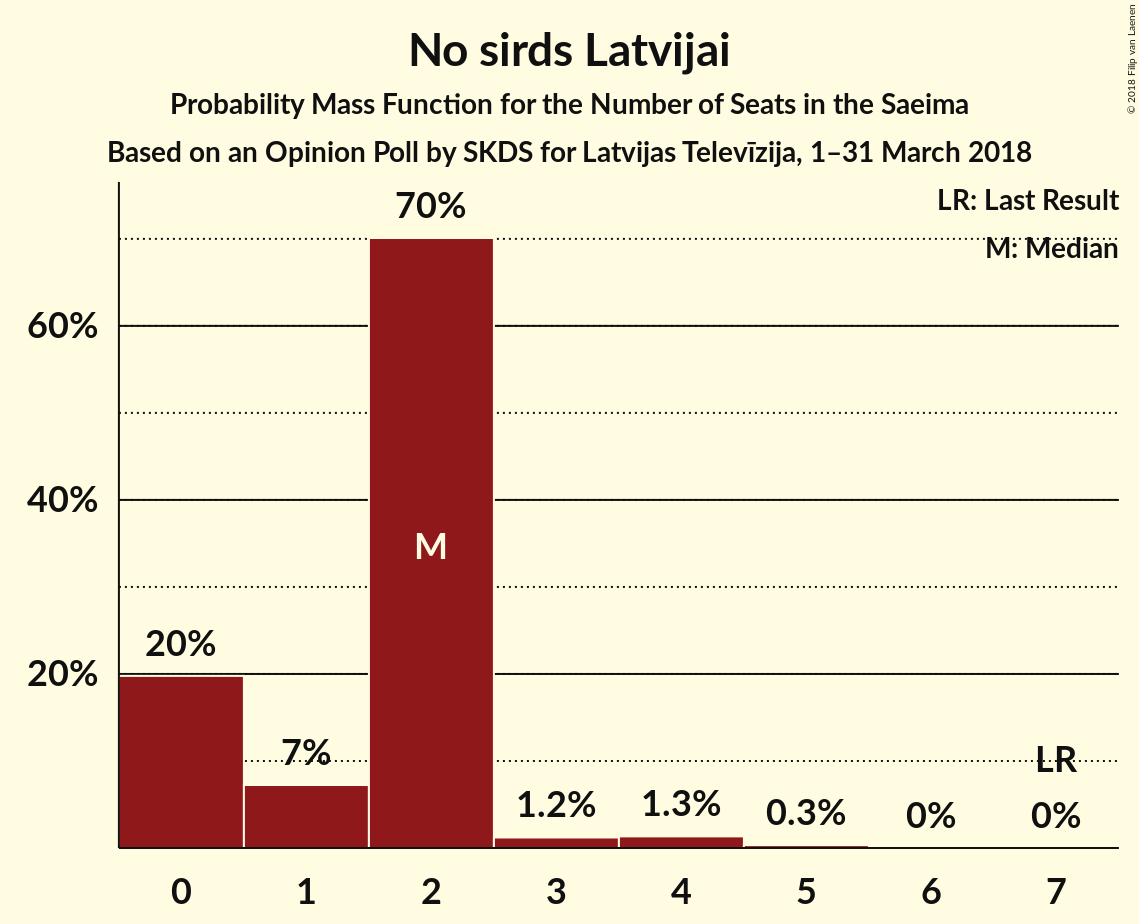 No sirds Latvijai
Probability Mass Function for the Number of Seats in the Saeima
Based on an Opinion Poll by SKDS for Latvijas Televīzija, 1–31 March 2018
© 2018 Filip van Laenen
LR: Last Result
M: Median
70%
60%
40%
M
20%
20%
7%
LR
1.2%
1.3%
0.3%
0%
0%
0 1 2 3 4 5 6 7